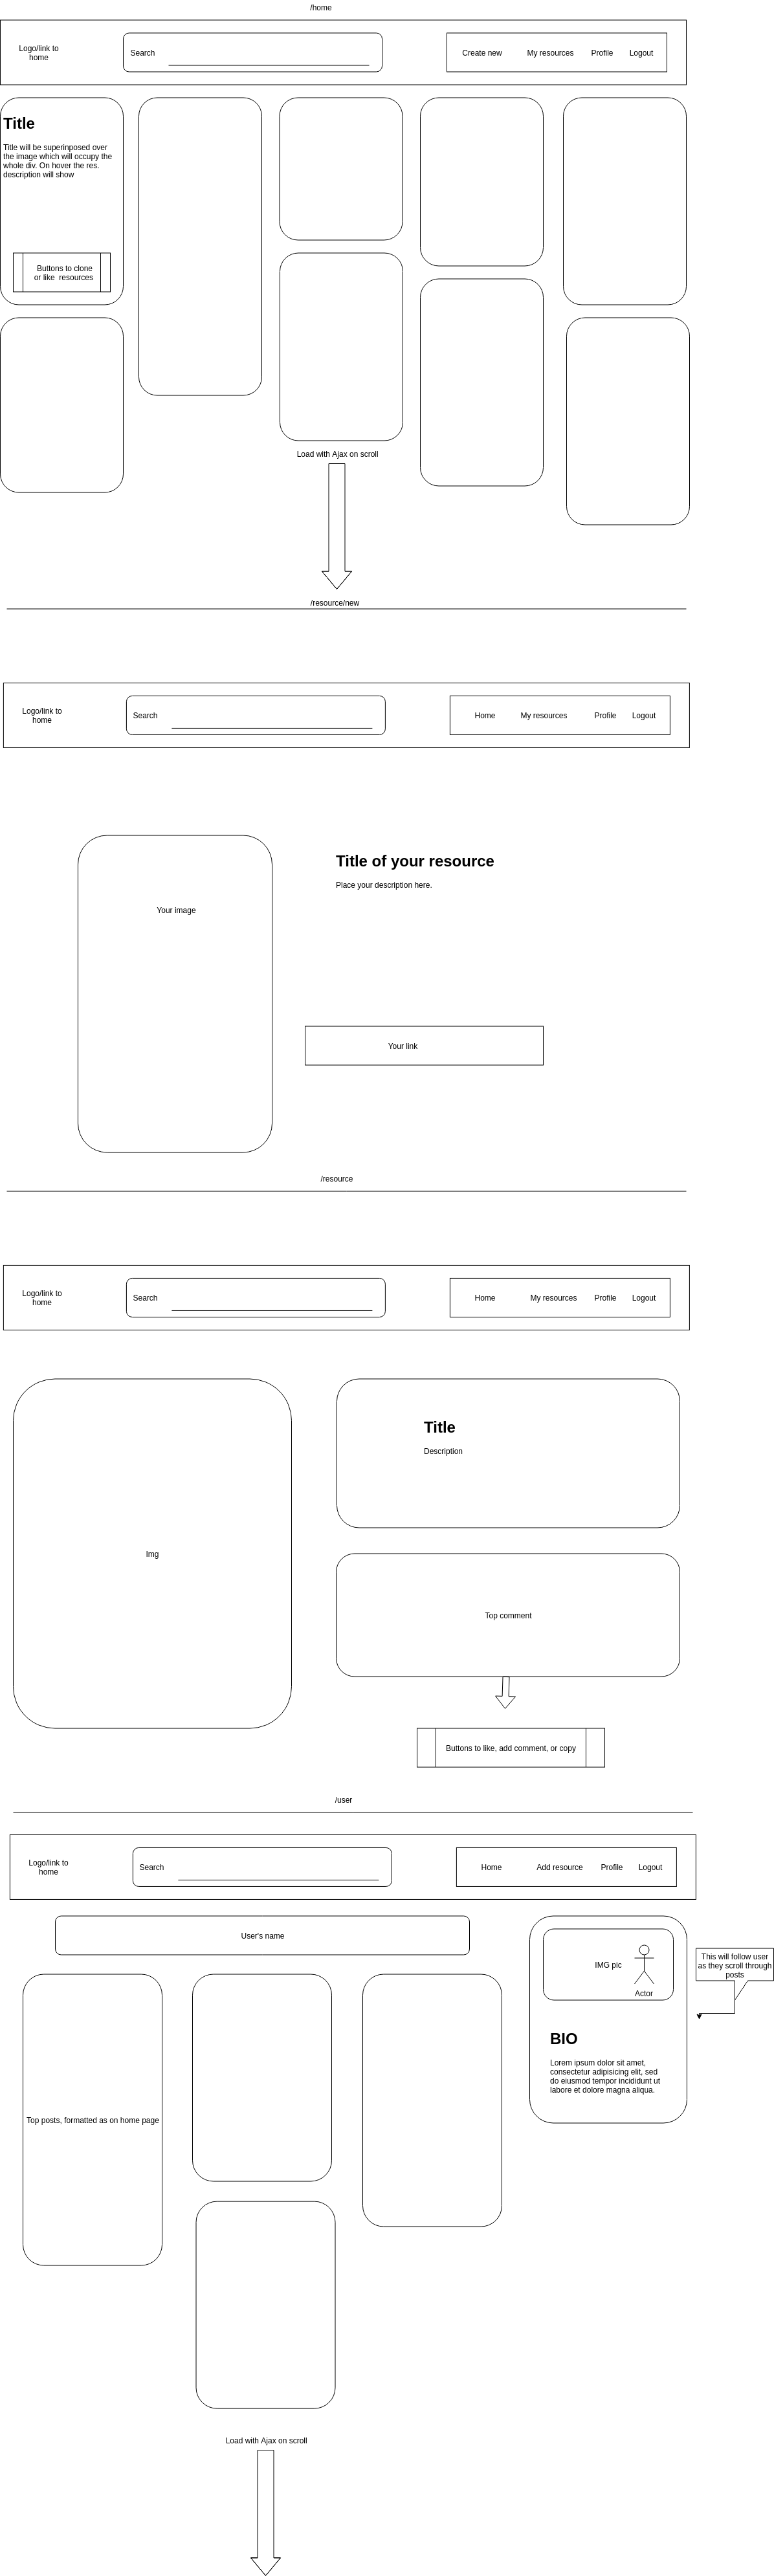 /home
Logo/link to
home
Search
Create new
My resources
Profile
Logout
Title
Title will be superinposed over
the image which will occupy the
whole div. On hover the res.
description will show
Buttons to clone
or like resources
Load with Ajax on scroll
/resource/new
Logo/link to
home
Search
Home
My resources
Profile
Logout
Title of your resource
Place your description here.
Your image
Your link
/resource
Logo/link to
home
Search
Home
My resources
Profile
Logout
Title
Description
Img
Top comment
Buttons to like, add comment, or copy
/user
Logo/link to
home
Search
Home
Add resource
Profile
Logout
User's name
IMG pic
Actor
This will follow user
as they scroll through
posts
BIO
Lorem ipsum dolor sit amet,
consectetur adipisicing elit, sed
do eiusmod tempor incididunt ut
labore et dolore magna aliqua.
Top posts, formatted as on home page
Load with Ajax on scroll